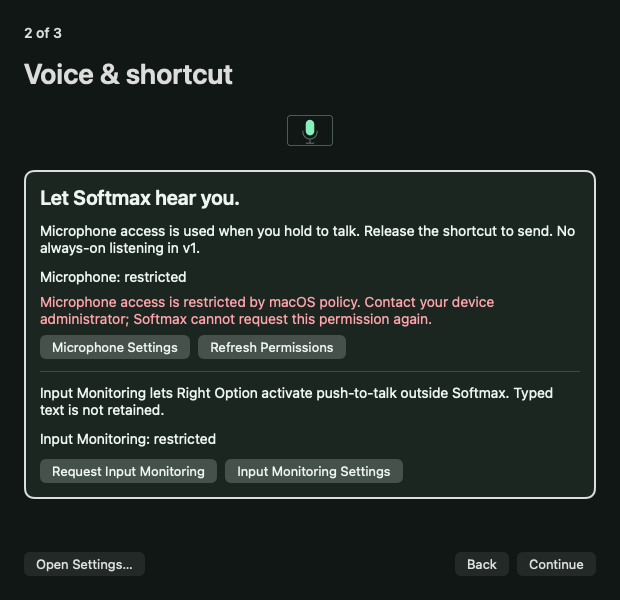 2 of 3
Voice & shortcut
Let Softmax hear you.
Microphone access is used when you hold to talk. Release the shortcut to send. No
always-on listening in v1.
Microphone: restricted
Microphone access is restricted by macOS policy. Contact your device
administrator; Softmax cannot request this permission again.
Microphone Settings
Refresh Permissions
Input Monitoring lets Right Option activate push-to-talk outside Softmax. Typed
text is not retained.
Input Monitoring: restricted
Request Input Monitoring
Input Monitoring Settings
Open Settings...
Back
Continue